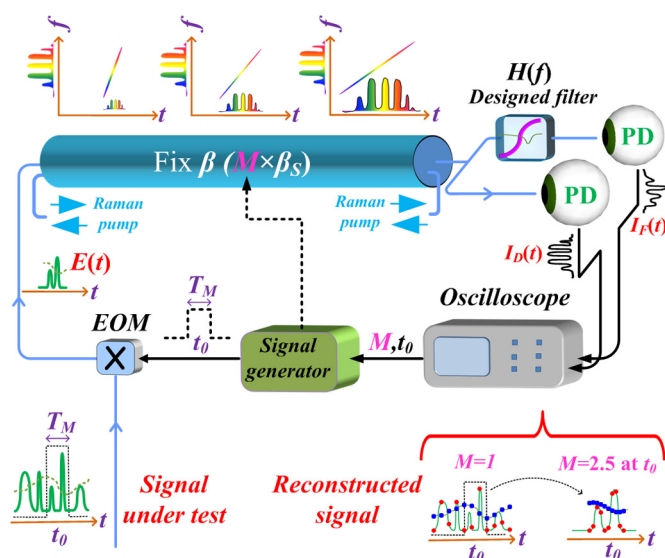 f
f
f
t
t
t
H(f)
Designed filter
Fix β (M×βS)
PD
PD
Raman
pump
Raman
pump
IF(t)
ID(t)
E(t)
t
TM
t0
EOM
Oscilloscope
Signal
generator
M,t0
TM
t0
t
Signal
under test
Reconstructed
signal
M=1
M=2.5 at t0
t0
t
t0
t